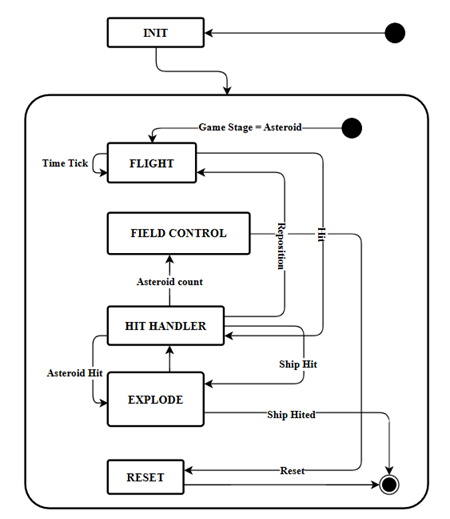 INIT
Game Stage = Asteroid
Time Tick
FLIGHT
Hit
Reposition
FIELD CONTROL
Asteroid count
HIT HANDLER
Ship Hit
Asteroid Hit
EXPLODE
Ship Hited
Reset
RESET